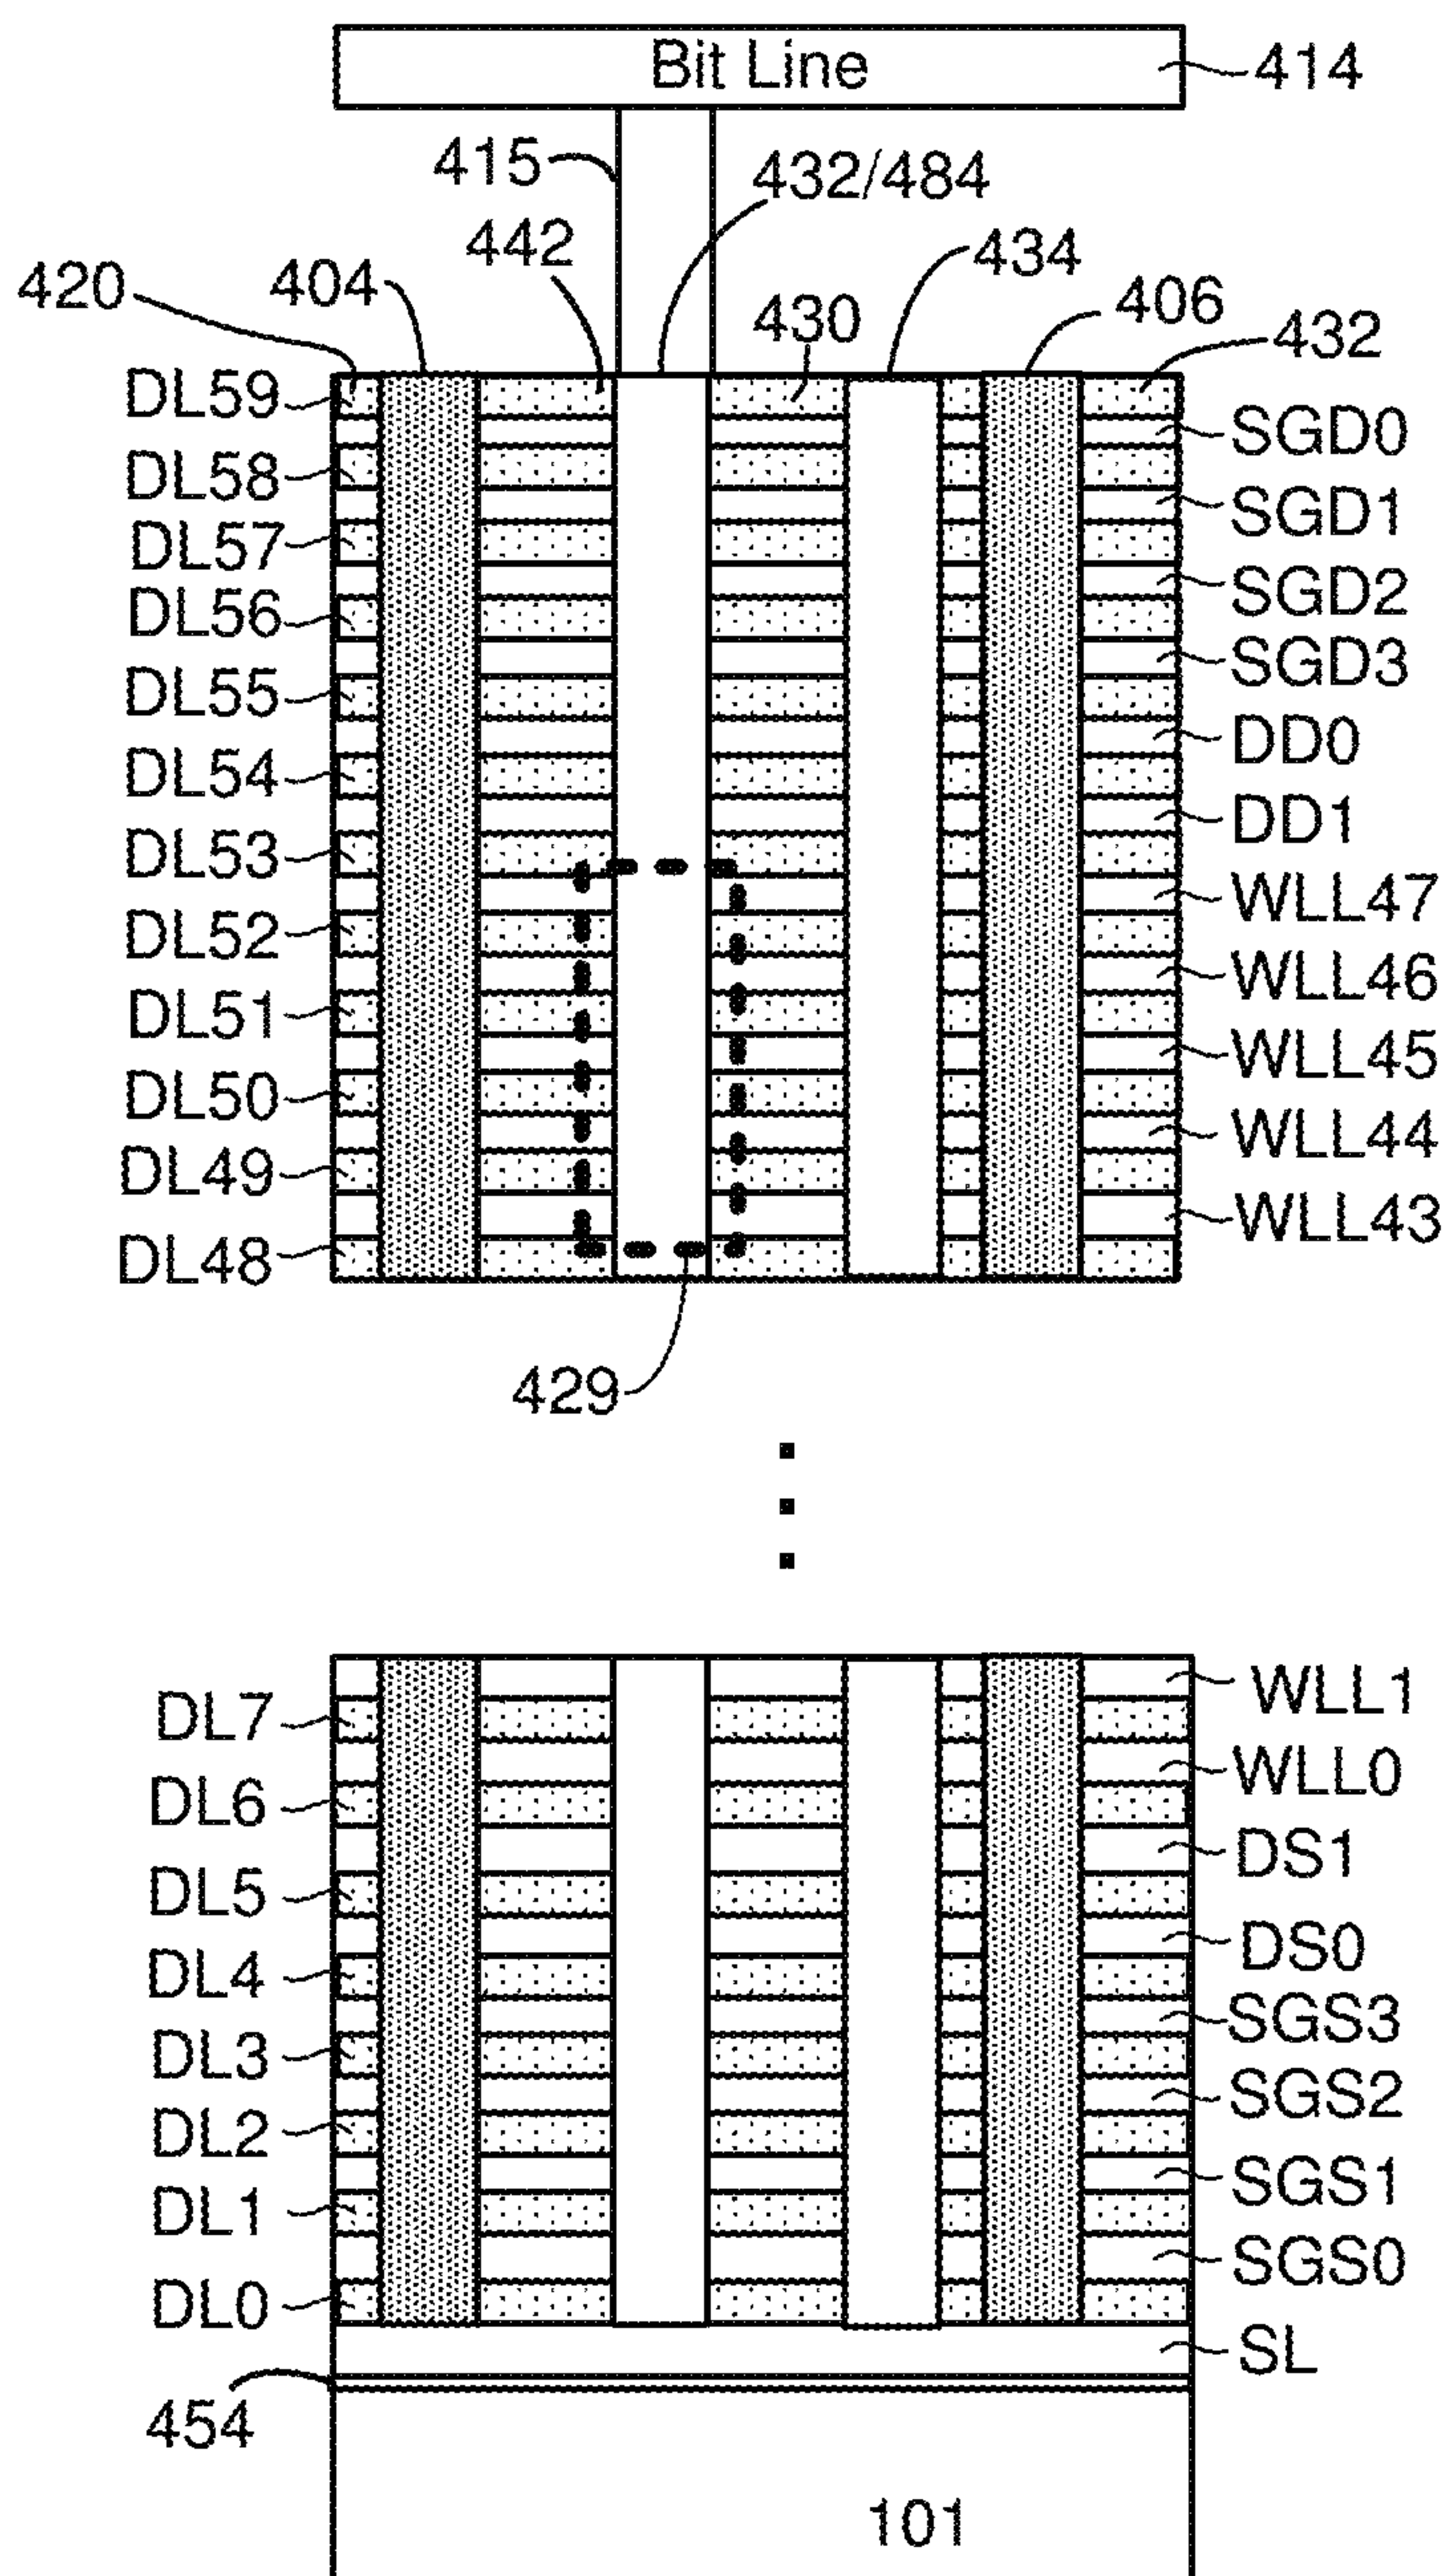 Bit Line
414
415
432/484
442
434
420
404
430
406
432
DL59
SGD0
DL58
SGD1
DL57
SGD2
DL56
SGD3
DL55
DD0
DL54
DD1
DL53
WLL47
DL52
WLL46
DL51
WLL45
DL50
WLL44
DL49
WLL43
DL48
429
WLL1
DL7
WLL0
DL6
DS1
DL5
DS0
DL4
SGS3
DL3
SGS2
DL2
SGS1
DL1
SGS0
DL0
SL
454
101